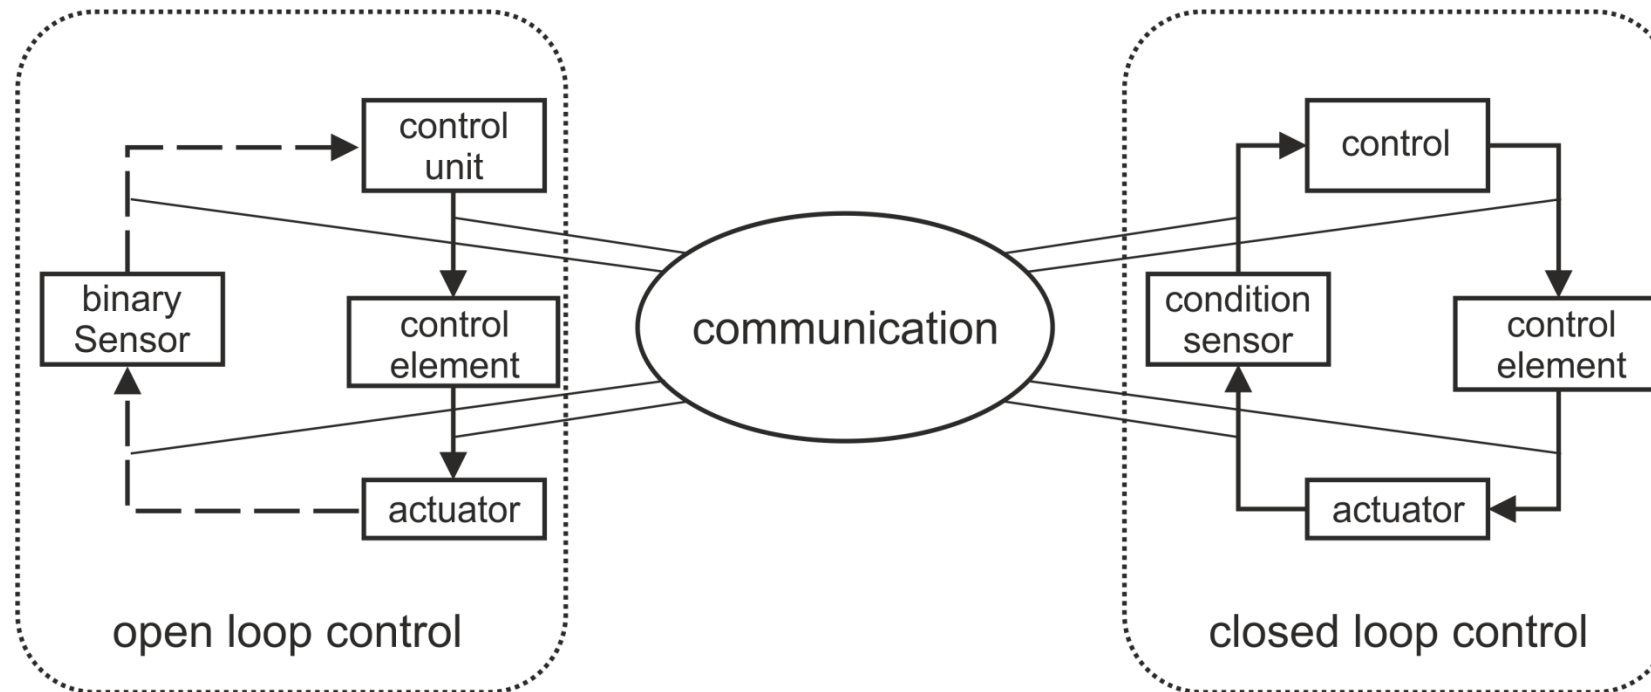 control
unit
binary
Sensor
control
element
actuator
open loop control
communication
control
condition
sensor
control
element
actuator
closed loop control